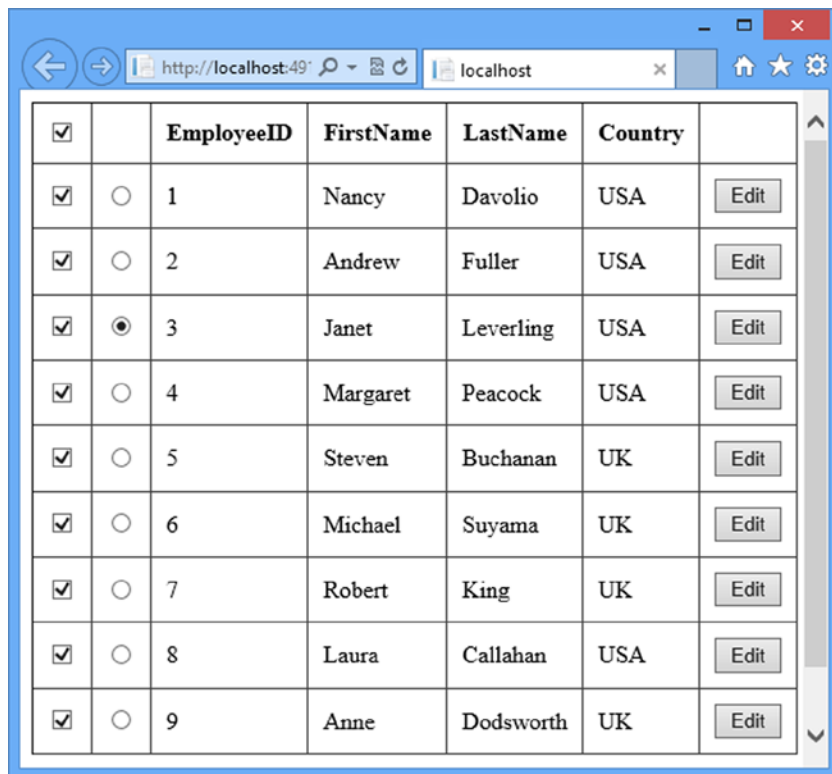 http://localhost:49
localhost
EmployeeID FirstName LastName Country
1 Nancy Davolio USA Edit
2 Andrew Fuller USA Edit
3 Janet Leverling USA Edit
4 Margaret Peacock USA Edit
5 Steven Buchanan UK Edit
6 Michael Suyama UK Edit
7 Robert King UK Edit
8 Laura Callahan USA Edit
9 Anne Dodsworth UK Edit